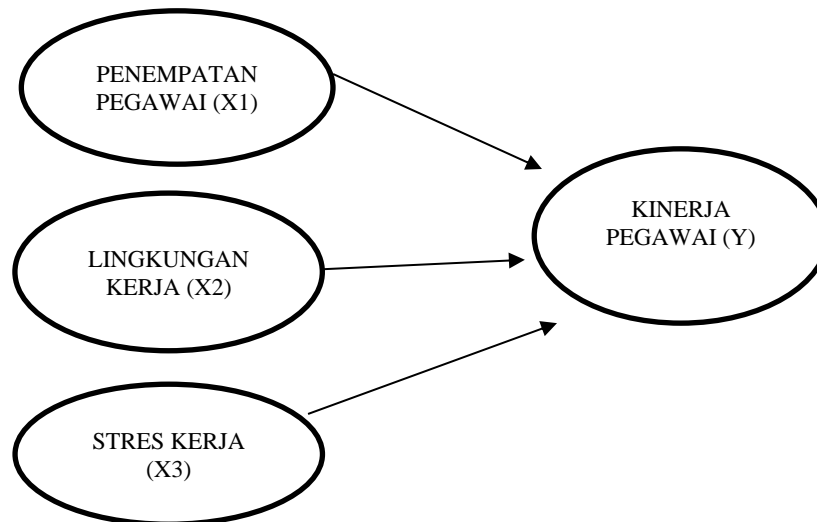 PENEMPATAN
PEGAWAI (X1)
LINGKUNGAN
KERJA (X2)
STRES KERJA
(X3)
KINERJA
PEGAWAI (Y)